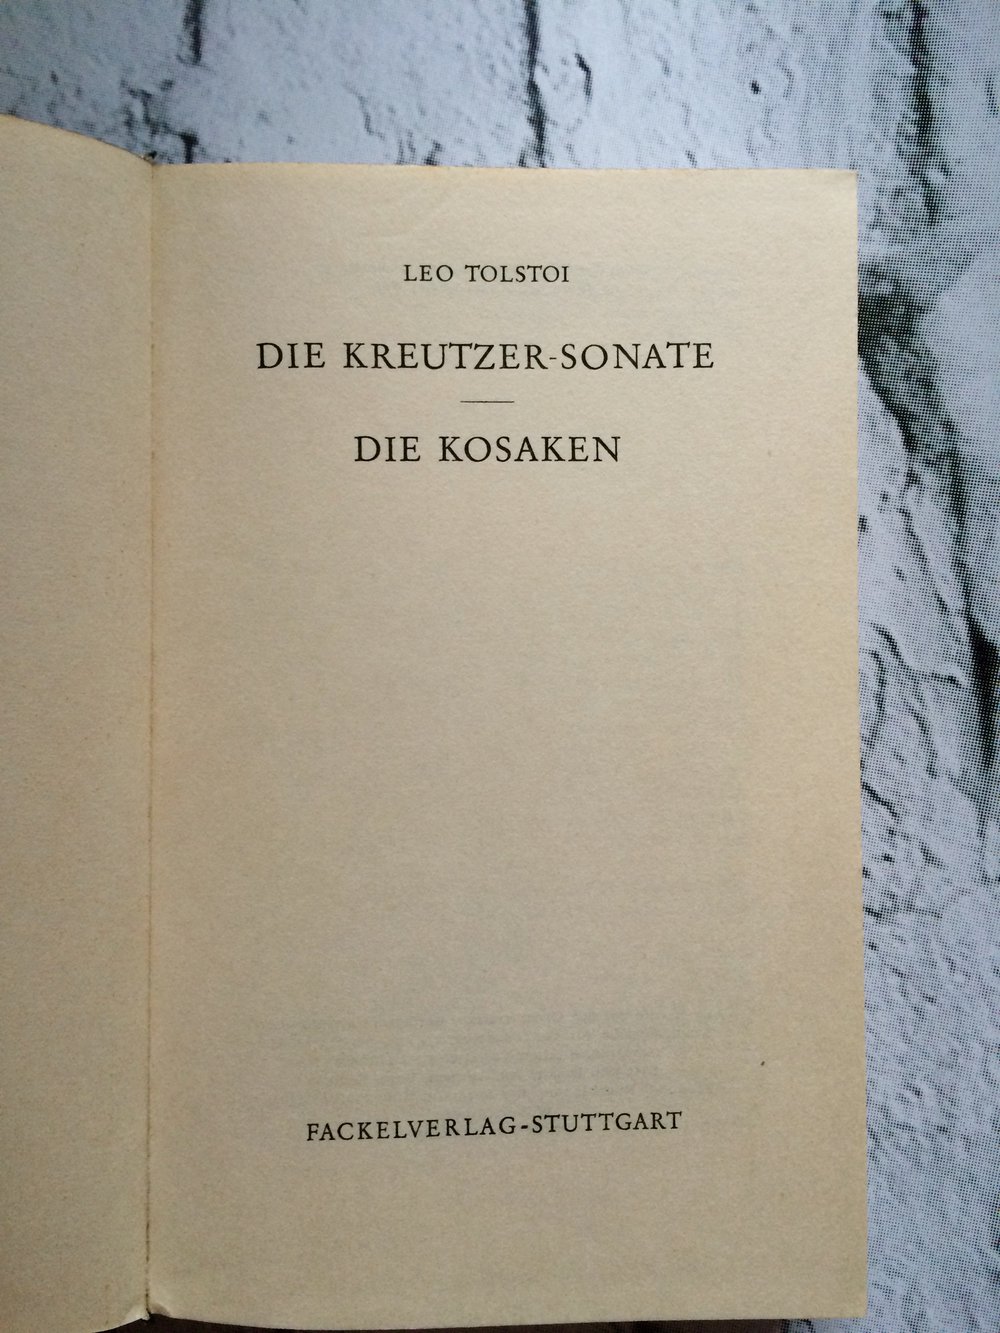 LEO TOLSTOI
DIE KREUTZER-SONATE
DIE KOSAKEN
FACKELVERLAG-STUTTGART